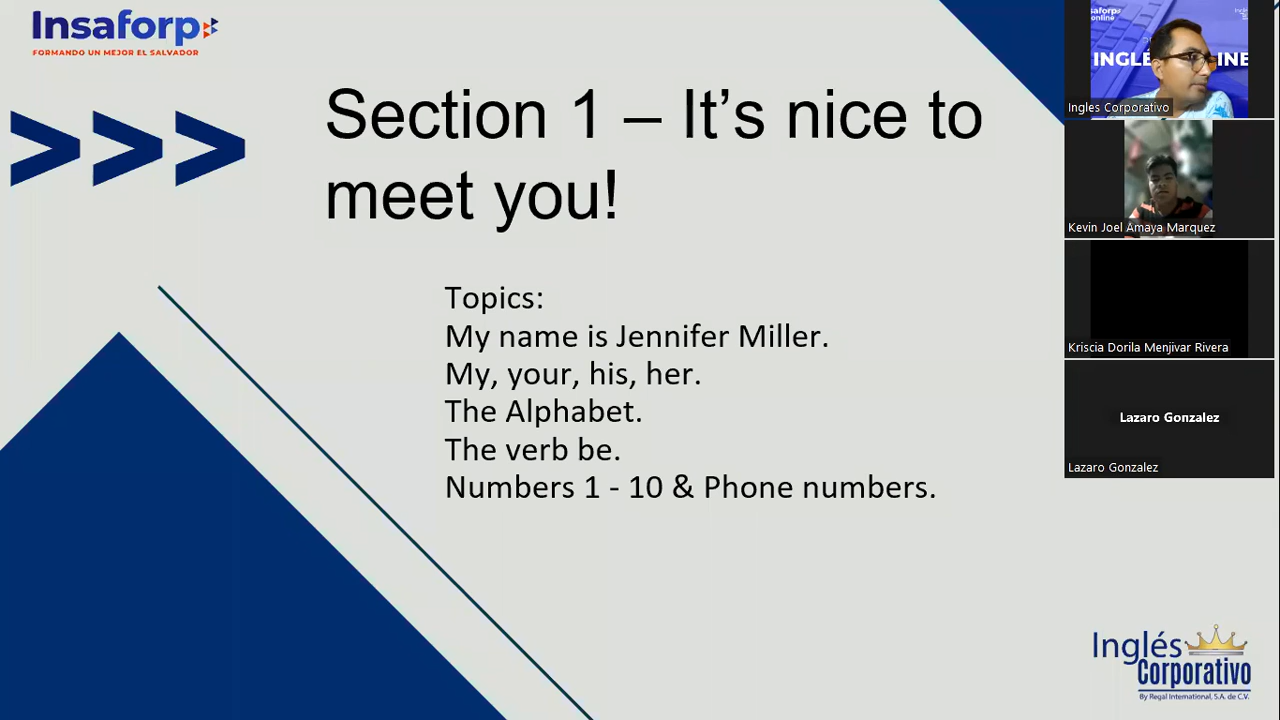 Insaforp
FORMANDO UN MEJOR EL SALVADOR
>>>
Section 1 – It’s nice to
meet you!
Topics:
My name is Jennifer Miller.
My, your, his, her.
The Alphabet.
The verb be.
Numbers 1 - 10 & Phone numbers.
Ingles Corporativo
Kevin Joel Amaya Marquez
Kriscia Dorila Menjivar Rivera
Lazaro Gonzalez
Lazaro Gonzalez
Inglés
Corporativo
By Regal International, S.A. de C.V.